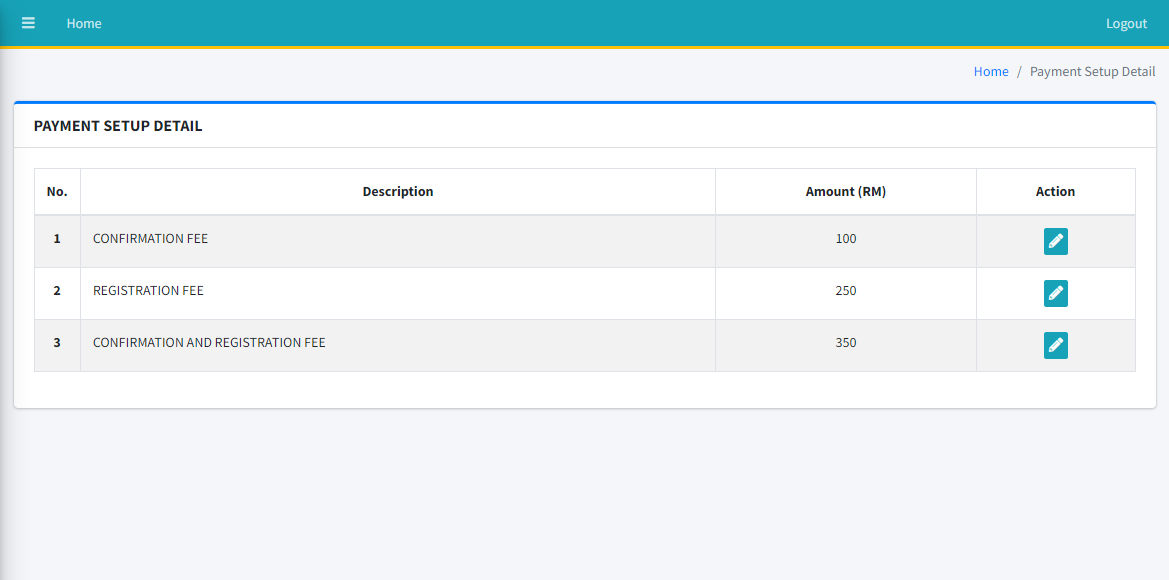 Home Logout
Home / Payment Setup Detail
PAYMENT SETUP DETAIL
No. Description Amount (RM) Action
1 CONFIRMATION FEE 100
2 REGISTRATION FEE 250
3 CONFIRMATION AND REGISTRATION FEE 350